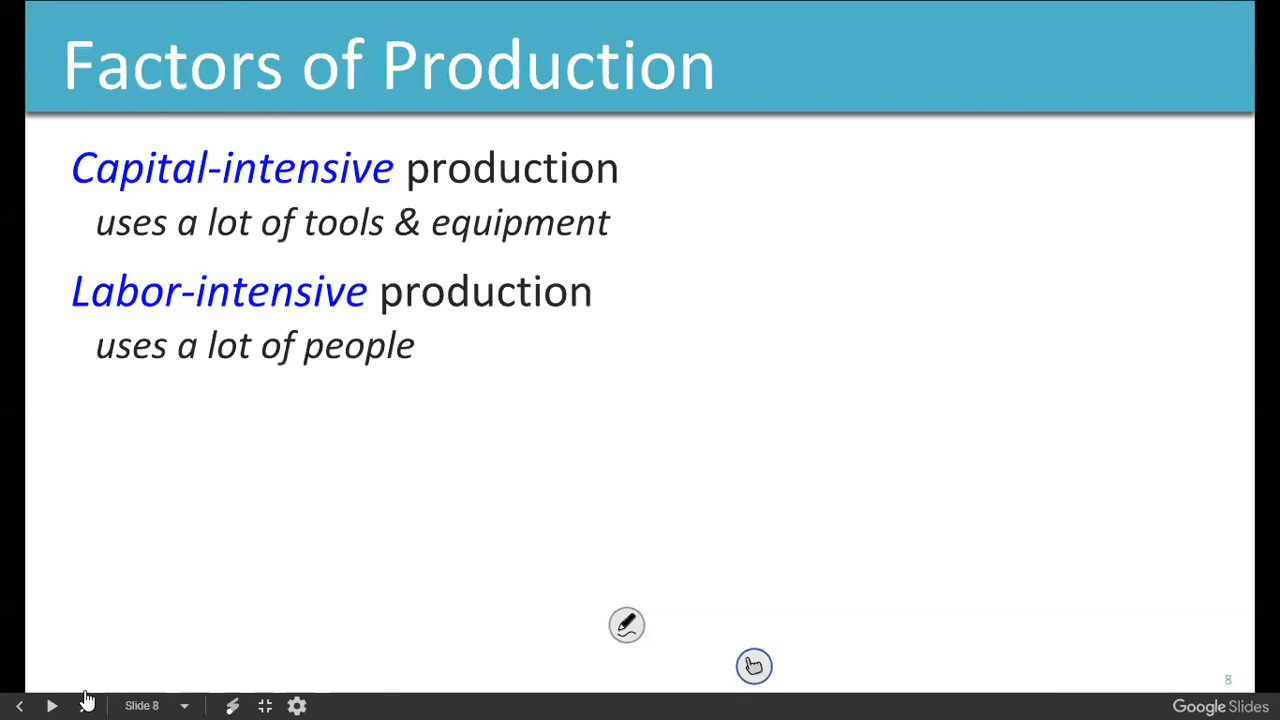 Factors of Production
Capital-intensive production
uses a lot of tools & equipment
Labor-intensive production
uses a lot of people
8
Slide 8
Google Slides